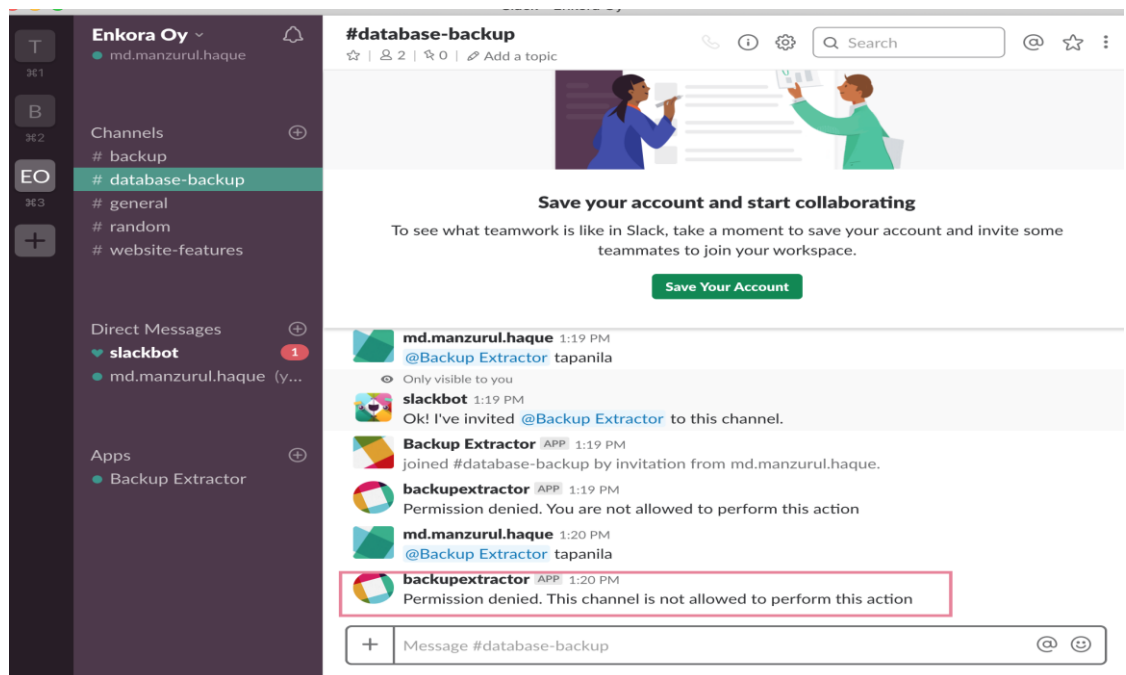 T
⌘1
B
⌘2
EO
⌘3
+
Enkora Oy
md.manzurul.haque
Channels
# backup
# database-backup
# general
# random
# website-features
Direct Messages
slackbot 1
md.manzurul.haque (y...
Apps
Backup Extractor
#database-backup
2 | 0 | Add a topic
Search
Save your account and start collaborating
To see what teamwork is like in Slack, take a moment to save your account and invite some
teammates to join your workspace.
Save Your Account
md.manzurul.haque 1:19 PM
@Backup Extractor tapanila
Only visible to you
slackbot 1:19 PM
Ok! I've invited @Backup Extractor to this channel.
Backup Extractor APP 1:19 PM
joined #database-backup by invitation from md.manzurul.haque.
backupextractor APP 1:19 PM
Permission denied. You are not allowed to perform this action
md.manzurul.haque 1:20 PM
@Backup Extractor tapanila
backupextractor APP 1:20 PM
Permission denied. This channel is not allowed to perform this action
Message #database-backup